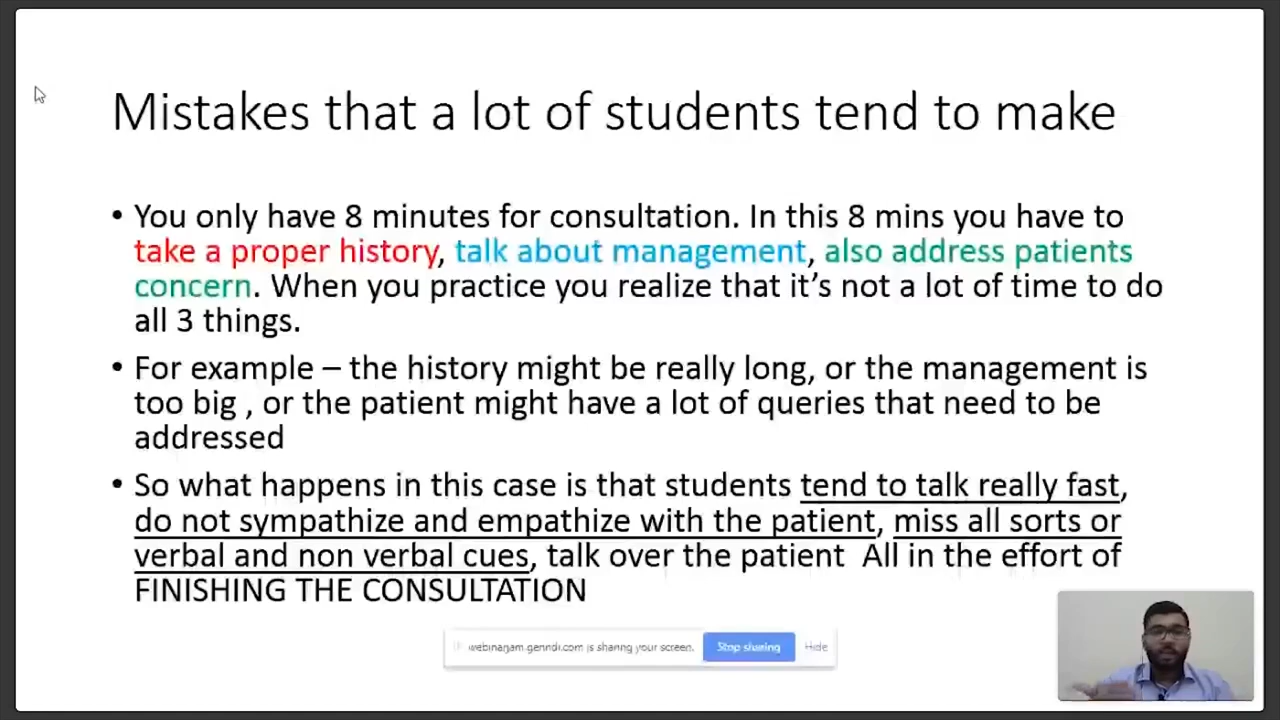 Mistakes that a lot of students tend to make
• You only have 8 minutes for consultation. In this 8 mins you have to
take a proper history, talk about management, also address patients
concern. When you practice you realize that it’s not a lot of time to do
all 3 things.
• For example – the history might be really long, or the management is
too big , or the patient might have a lot of queries that need to be
addressed
• So what happens in this case is that students tend to talk really fast,
do not sympathize and empathize with the patient, miss all sorts or
verbal and non verbal cues, talk over the patient  All in the effort of
FINISHING THE CONSULTATION
webinarjam.genndi.com is sharing your screen. Stop sharing Hide